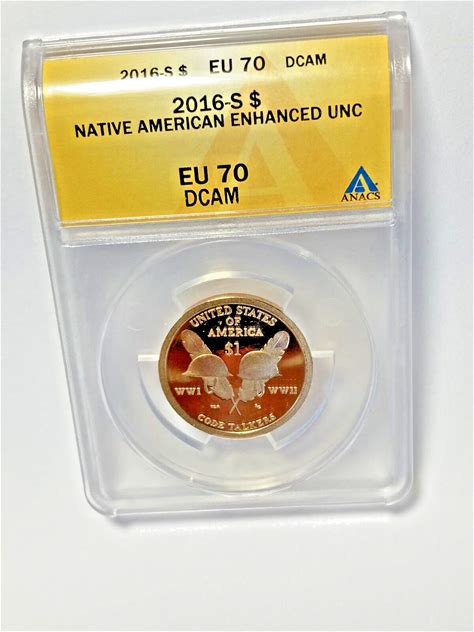 2016-S $ EU 70 DCAM
2016-S $
NATIVE AMERICAN ENHANCED UNC
EU 70
DCAM
ANACS
UNITED STATES
OF
AMERICA
$1
WWI WWII
CODE TALKERS